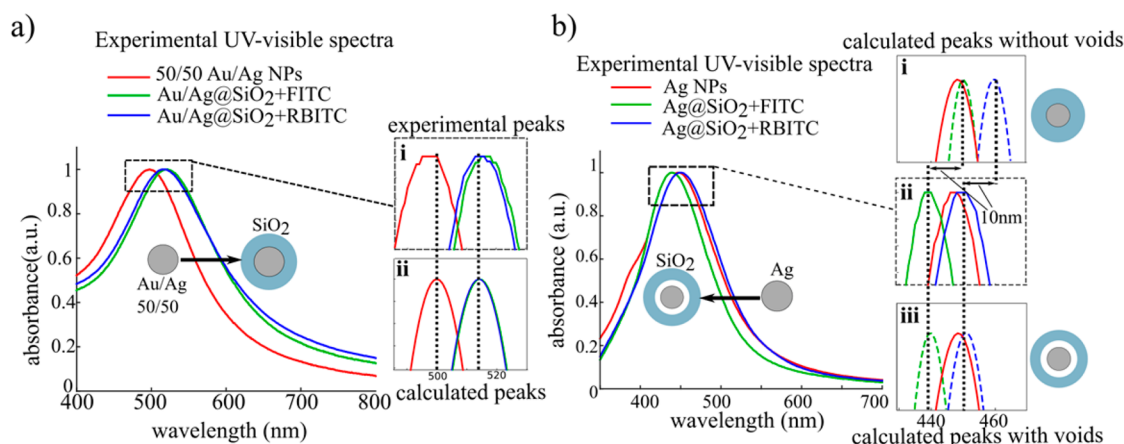 a)
Experimental UV-visible spectra
50/50 Au/Ag NPs
Au/Ag@SiO2+FITC
Au/Ag@SiO2+RBITC
absorbance(a.u.)
1
0.8
0.6
0.4
0.2
0
400
500
600
700
800
wavelength (nm)
SiO2
Au/Ag
50/50
experimental peaks
i
ii
500
520
calculated peaks
b)
Experimental UV-visible spectra
Ag NPs
Ag@SiO2+FITC
Ag@SiO2+RBITC
absorbance (a.u.)
1
0.8
0.6
0.4
0.2
0
400
500
600
700
wavelength (nm)
SiO2
Ag
calculated peaks without voids
i
ii
10nm
iii
440
460
calculated peaks with voids